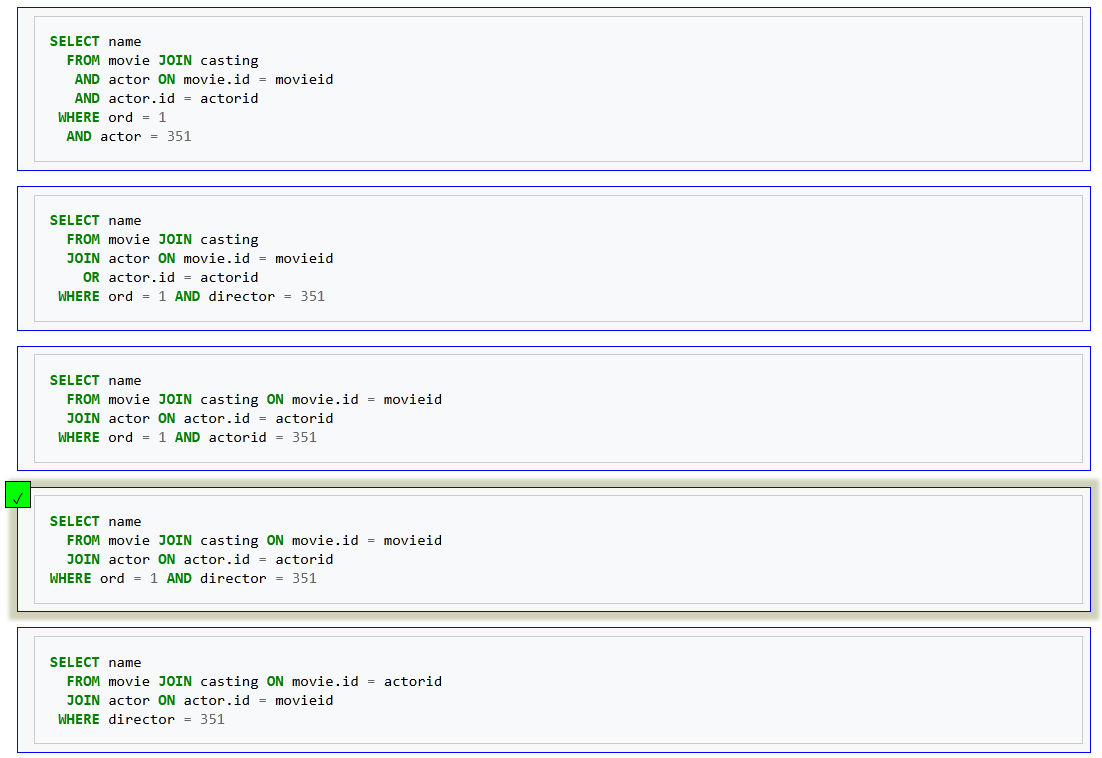 SELECT name
FROM movie JOIN casting
AND actor ON movie.id = movieid
AND actor.id = actorid
WHERE ord = 1
AND actor = 351
SELECT name
FROM movie JOIN casting
JOIN actor ON movie.id = movieid
OR actor.id = actorid
WHERE ord = 1 AND director = 351
SELECT name
FROM movie JOIN casting ON movie.id = movieid
JOIN actor ON actor.id = actorid
WHERE ord = 1 AND actorid = 351
✓
SELECT name
FROM movie JOIN casting ON movie.id = movieid
JOIN actor ON actor.id = actorid
WHERE ord = 1 AND director = 351
SELECT name
FROM movie JOIN casting ON movie.id = actorid
JOIN actor ON actor.id = movieid
WHERE director = 351